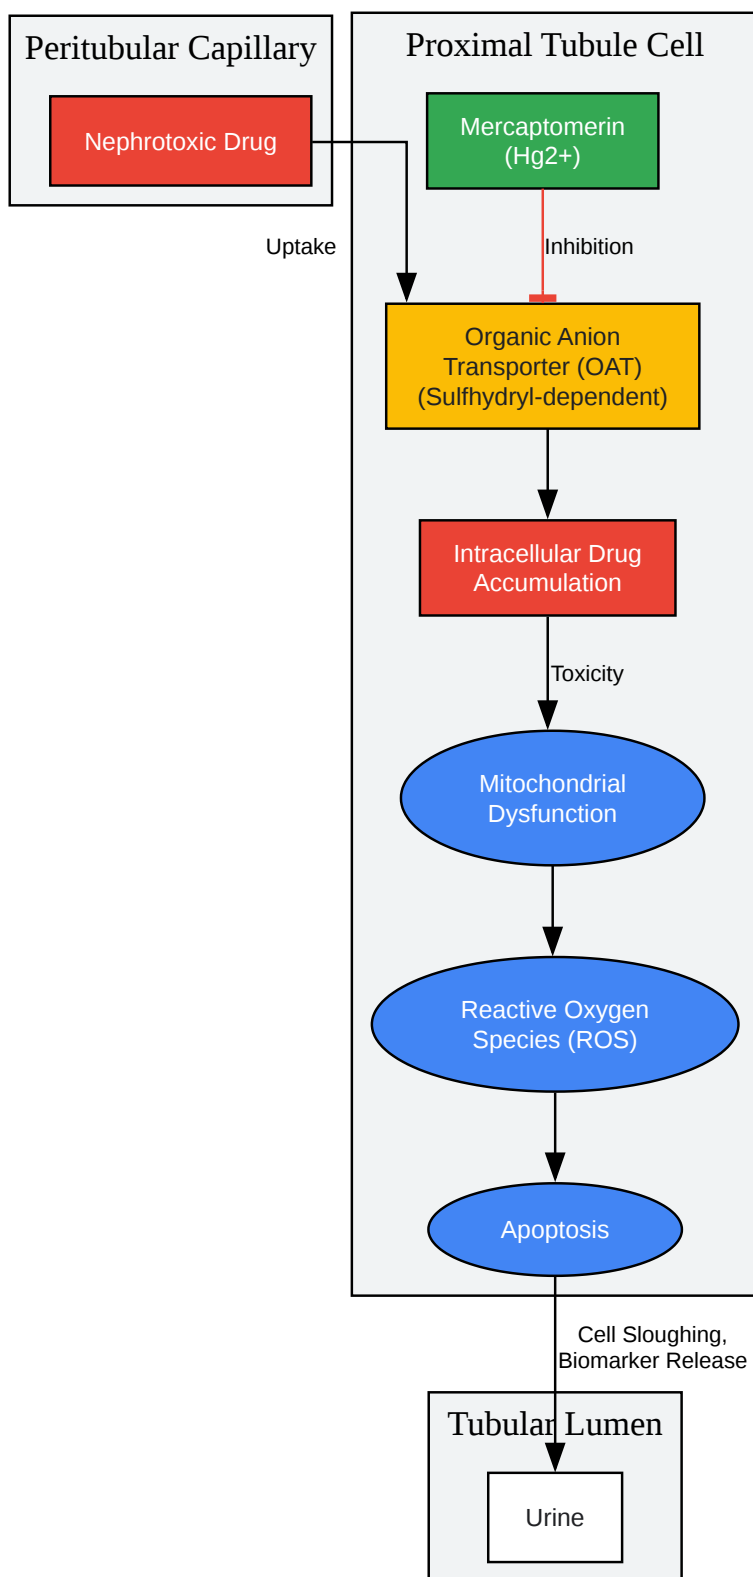 Peritubular Capillary
Proximal Tubule Cell
Nephrotoxic Drug
Mercaptomerin
(Hg2+)
Uptake
Inhibition
Organic Anion
Transporter (OAT)
(Sulfhydryl-dependent)
Intracellular Drug
Accumulation
Toxicity
Mitochondrial
Dysfunction
Reactive Oxygen
Species (ROS)
Apoptosis
Cell Sloughing,
Biomarker Release
Tubular Lumen
Urine